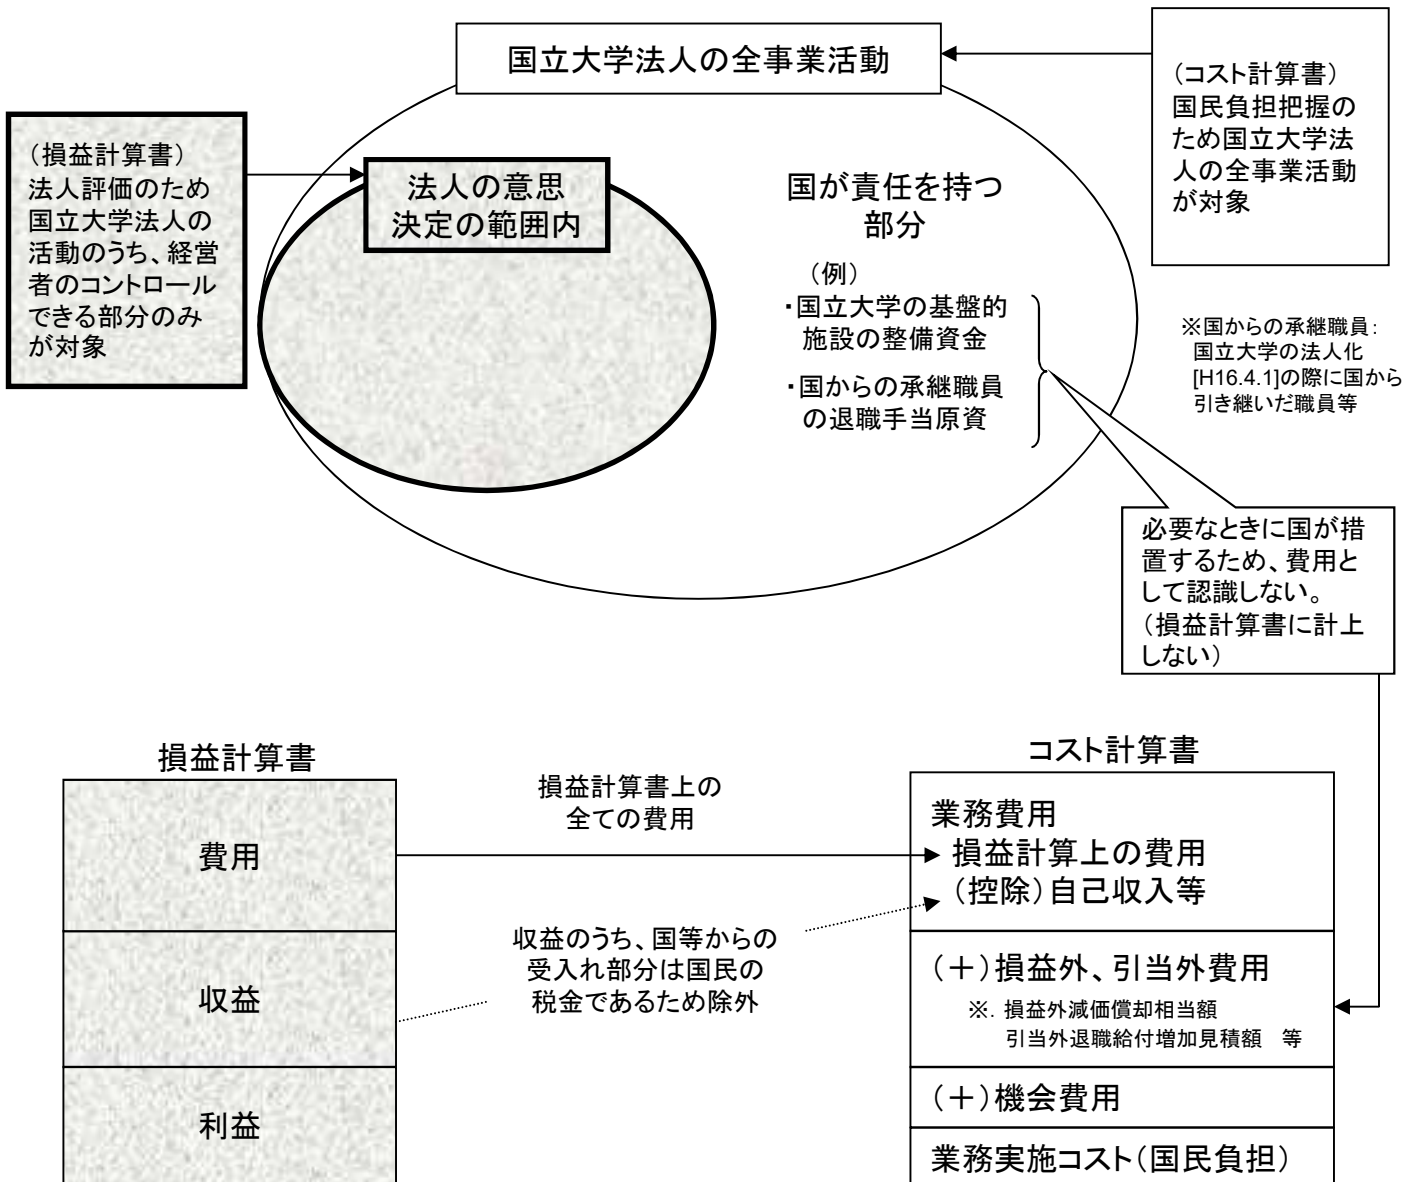 国立大学法人の全事業活動
（コスト計算書）
国民負担把握の
ため国立大学法
人の全事業活動
が対象
（損益計算書）
法人評価のため
国立大学法人の
活動のうち、経営
者のコントロール
できる部分のみ
が対象
法人の意思
決定の範囲内
国が責任を持つ
部分
（例）
・国立大学の基盤的
施設の整備資金
・国からの承継職員
の退職手当原資
※国からの承継職員：
国立大学の法人化
[H16.4.1]の際に国から
引き継いだ職員等
必要なときに国が措
置するため、費用と
して認識しない。
（損益計算書に計上
しない）
損益計算書
費用
収益
利益
損益計算書上の
全ての費用
収益のうち、国等からの
受入れ部分は国民の
税金であるため除外
コスト計算書
業務費用
損益計算上の費用
（控除）自己収入等
（＋）損益外、引当外費用
※．損益外減価償却相当額
引当外退職給付増加見積額　等
（＋）機会費用
業務実施コスト（国民負担）